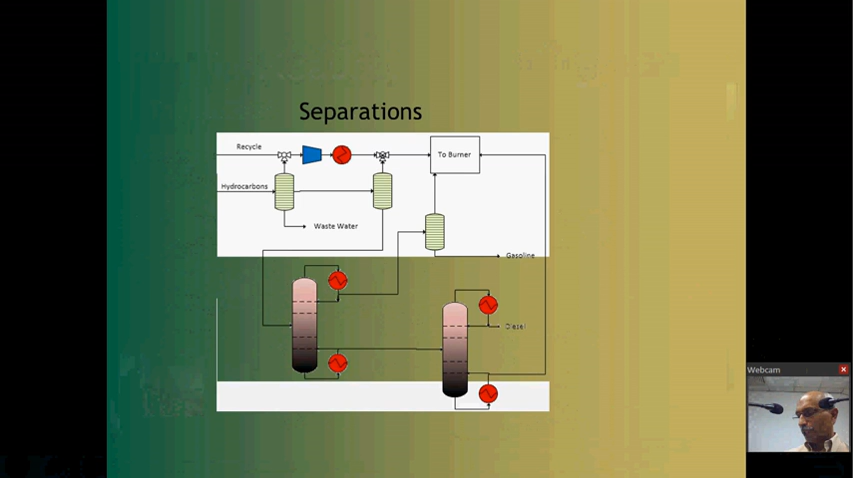 Separations
Recycle
To Burner
Hydrocarbons
Waste Water
Gasoline
Diesel
Webcam